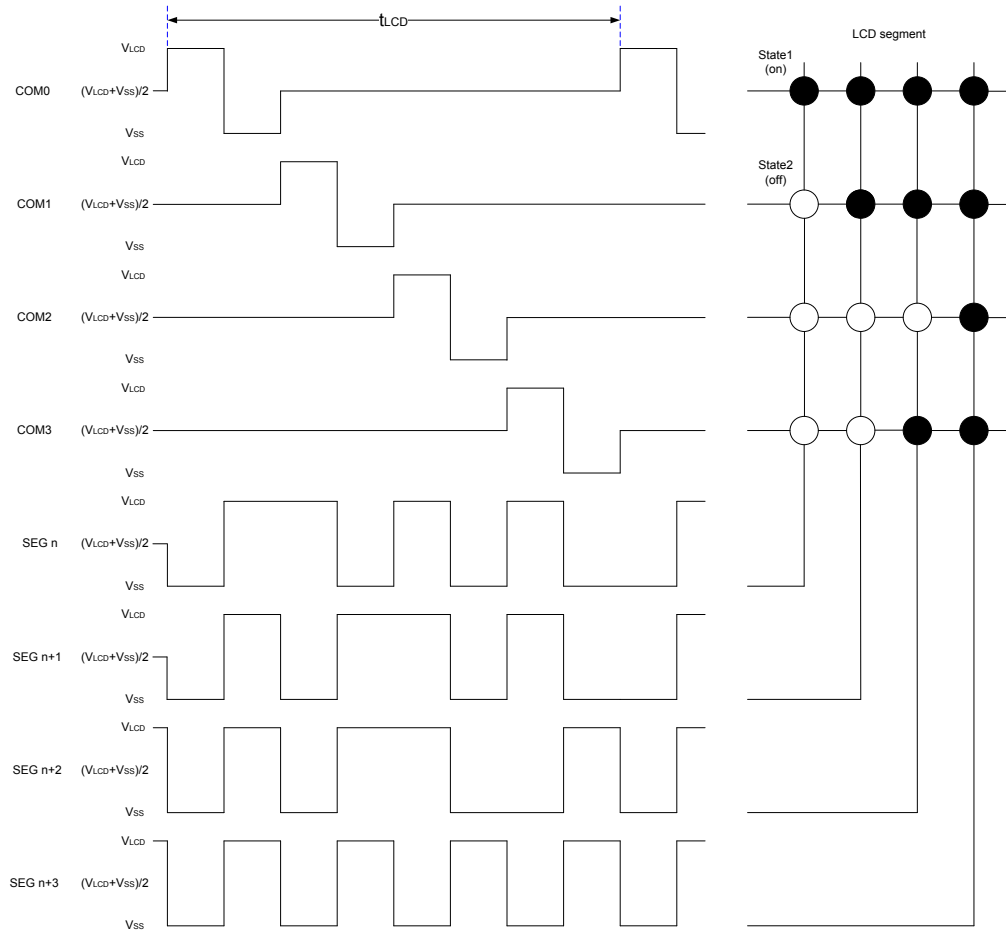 tLCD
LCD segment
VLCD
State1
(on)
COM0 (VLCD+VSS)/2
VSS
VLCD
State2
(off)
COM1 (VLCD+VSS)/2
VSS
VLCD
COM2 (VLCD+VSS)/2
VSS
VLCD
COM3 (VLCD+VSS)/2
VSS
VLCD
SEG n (VLCD+VSS)/2
VSS
VLCD
SEG n+1 (VLCD+VSS)/2
VSS
VLCD
SEG n+2 (VLCD+VSS)/2
VSS
VLCD
SEG n+3 (VLCD+VSS)/2
VSS